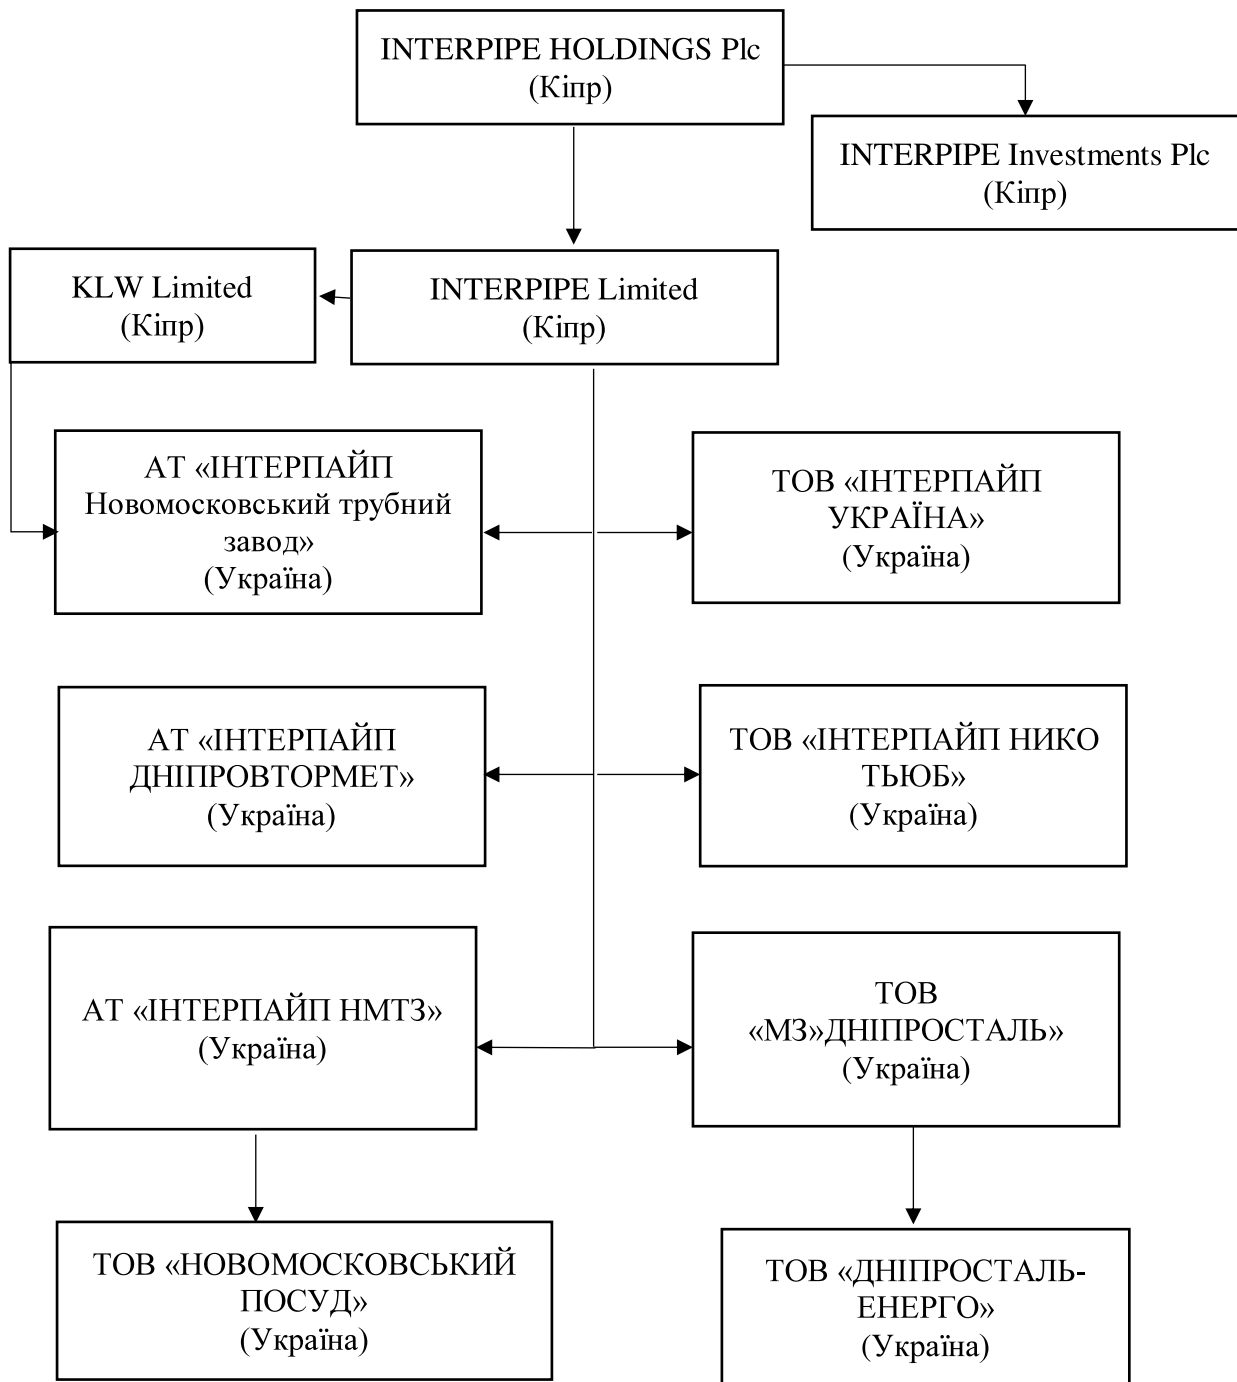 INTERPIPE HOLDINGS Plc
(Кіпр)
INTERPIPE Investments Plc
(Кіпр)
KLW Limited
(Кіпр)
INTERPIPE Limited
(Кіпр)
АТ «ІНТЕРПАЙП
Новомосковський трубний
завод»
(Україна)
ТОВ «ІНТЕРПАЙП
УКРАЇНА»
(Україна)
АТ «ІНТЕРПАЙП
ДНІПРОВТОРМЕТ»
(Україна)
ТОВ «ІНТЕРПАЙП НИКО
ТЬЮБ»
(Україна)
АТ «ІНТЕРПАЙП НМТЗ»
(Україна)
ТОВ
«МЗ»ДНІПРОСТАЛЬ»
(Україна)
ТОВ «НОВОМОСКОВСЬКИЙ
ПОСУД»
(Україна)
ТОВ «ДНІПРОСТАЛЬ-
ЕНЕРГО»
(Україна)